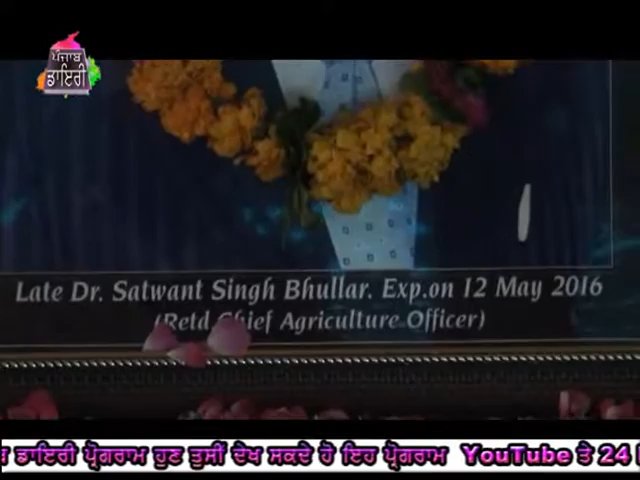 ਪੰਜਾਬ
ਡਾਇਰੀ
Late Dr. Satwant Singh Bhullar. Exp.on 12 May 2016
(Retd Chief Agriculture Officer)
ਡਾਇਰੀ ਪ੍ਰੋਗਰਾਮ ਹੁਣ ਤੁਸੀਂ ਦੇਖ ਸਕਦੇ ਹੋ ਇਹ ਪ੍ਰੋਗਰਾਮ YouTube ਤੇ 24